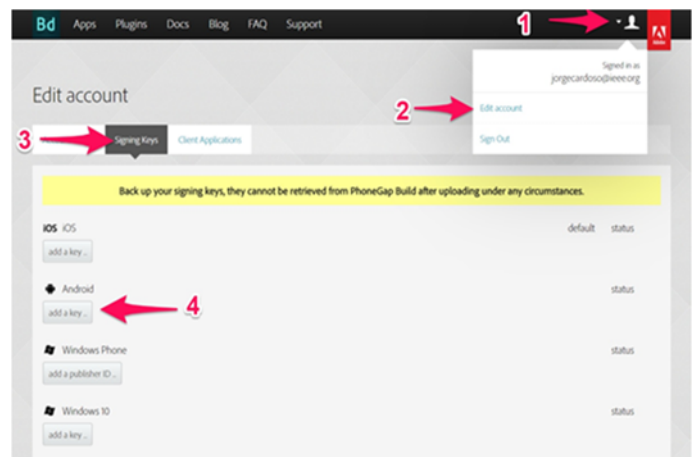 Bd Apps Plugins Docs Blog FAQ Support
1
Signed in as
jorgecardoso@ieee.org
Edit account
2
Edit account
Sign Out
3
Signing Keys Client Applications
Back up your signing keys, they cannot be retrieved from PhoneGap Build after uploading under any circumstances.
iOS iOS default status
add a key ..
Android status
add a key ..
4
Windows Phone status
add a publisher ID ..
Windows 10 status
add a key ..